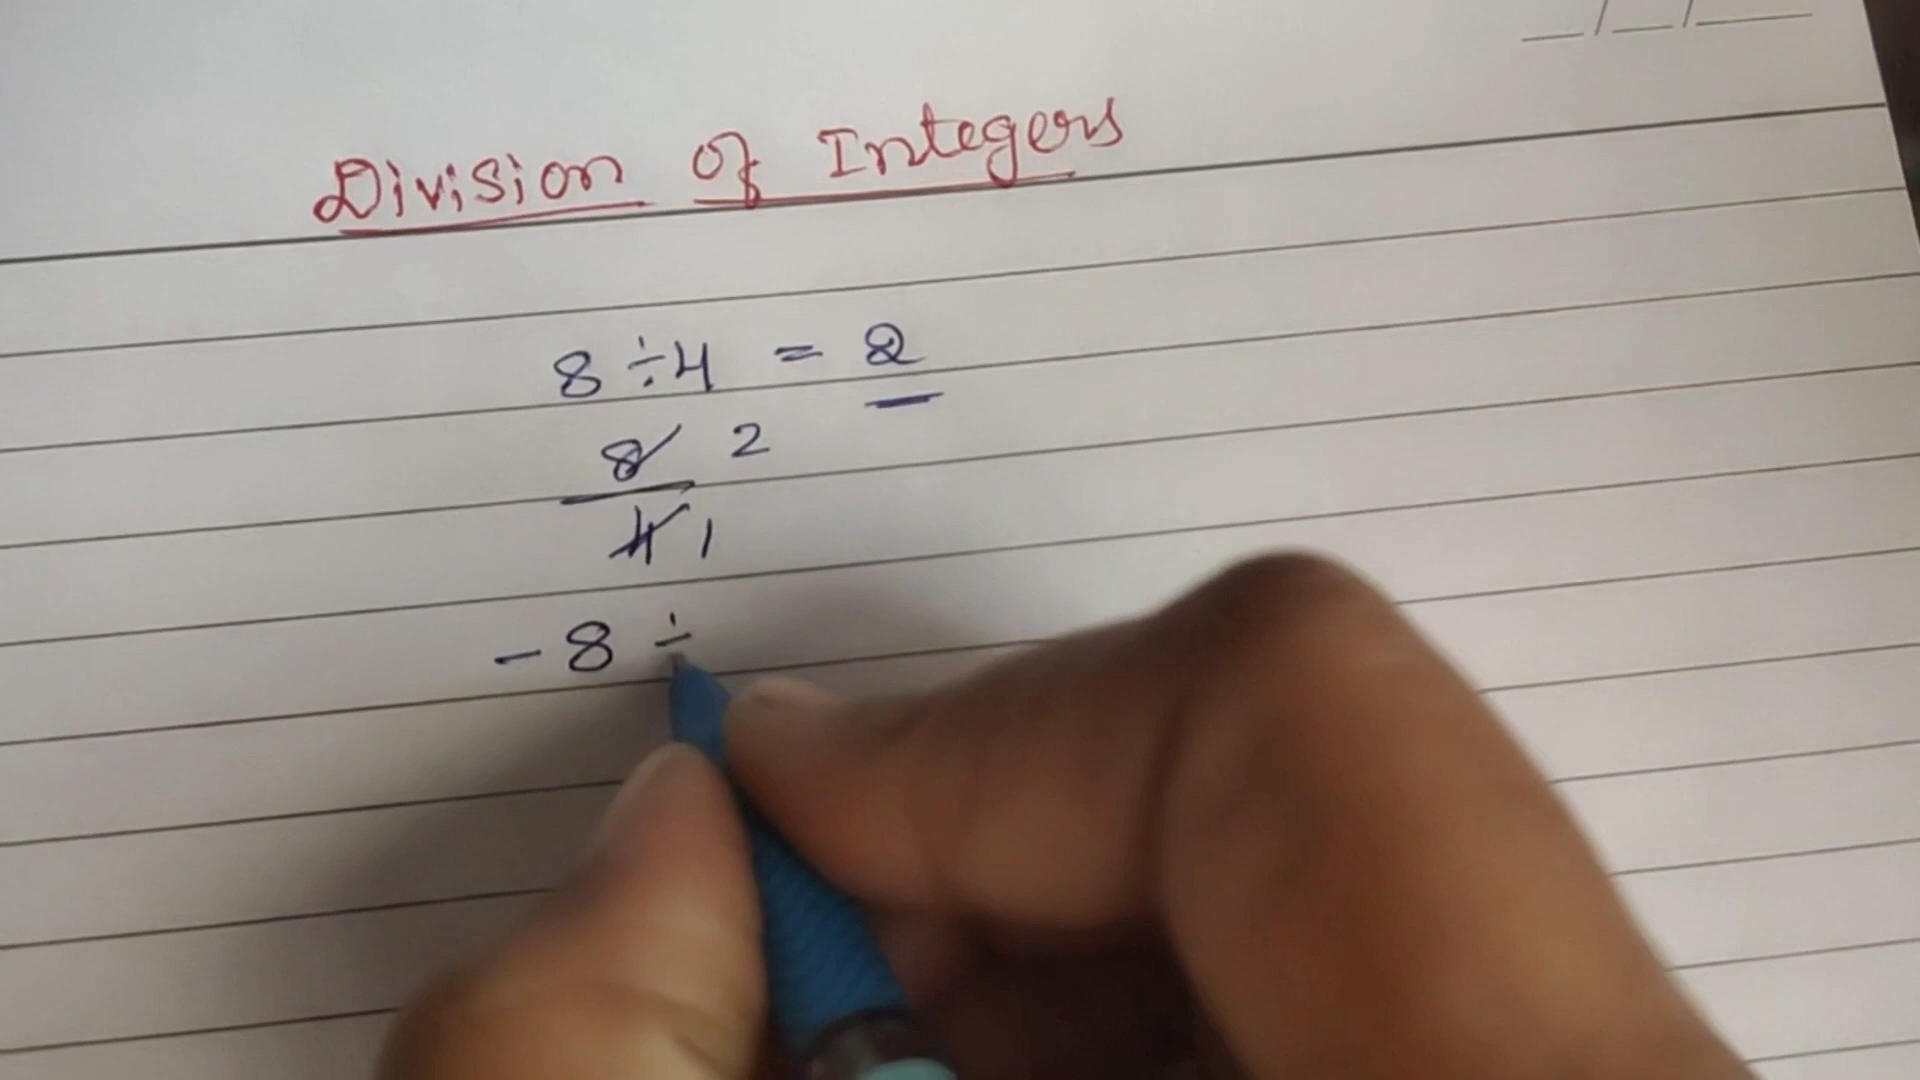 Division of Integers
8 ÷ 4 = 2
8 2
4 1
- 8 ÷